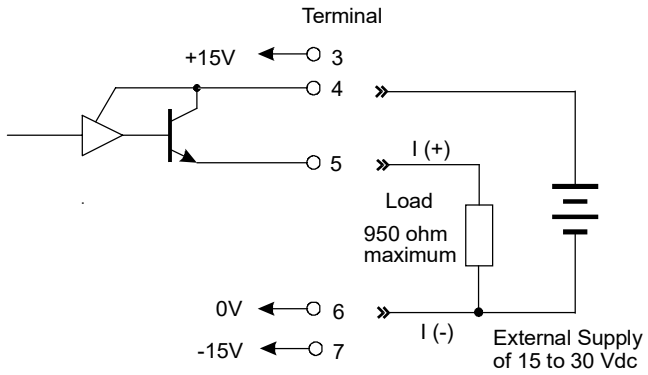 Terminal
+15V 3
4
5
I (+)
Load
950 ohm
maximum
0V 6
I (-)
-15V 7
External Supply
of 15 to 30 Vdc